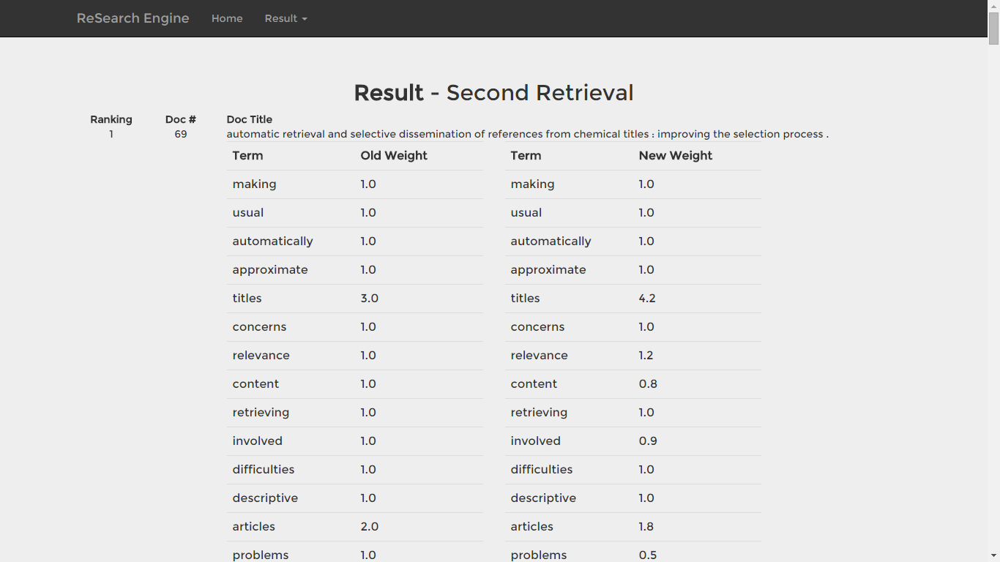 ReSearch Engine Home Result
Result - Second Retrieval
Ranking Doc # Doc Title
1 69 automatic retrieval and selective dissemination of references from chemical titles : improving the selection process .
Term Old Weight Term New Weight
making 1.0 making 1.0
usual 1.0 usual 1.0
automatically 1.0 automatically 1.0
approximate 1.0 approximate 1.0
titles 3.0 titles 4.2
concerns 1.0 concerns 1.0
relevance 1.0 relevance 1.2
content 1.0 content 0.8
retrieving 1.0 retrieving 1.0
involved 1.0 involved 0.9
difficulties 1.0 difficulties 1.0
descriptive 1.0 descriptive 1.0
articles 2.0 articles 1.8
problems 1.0 problems 0.5